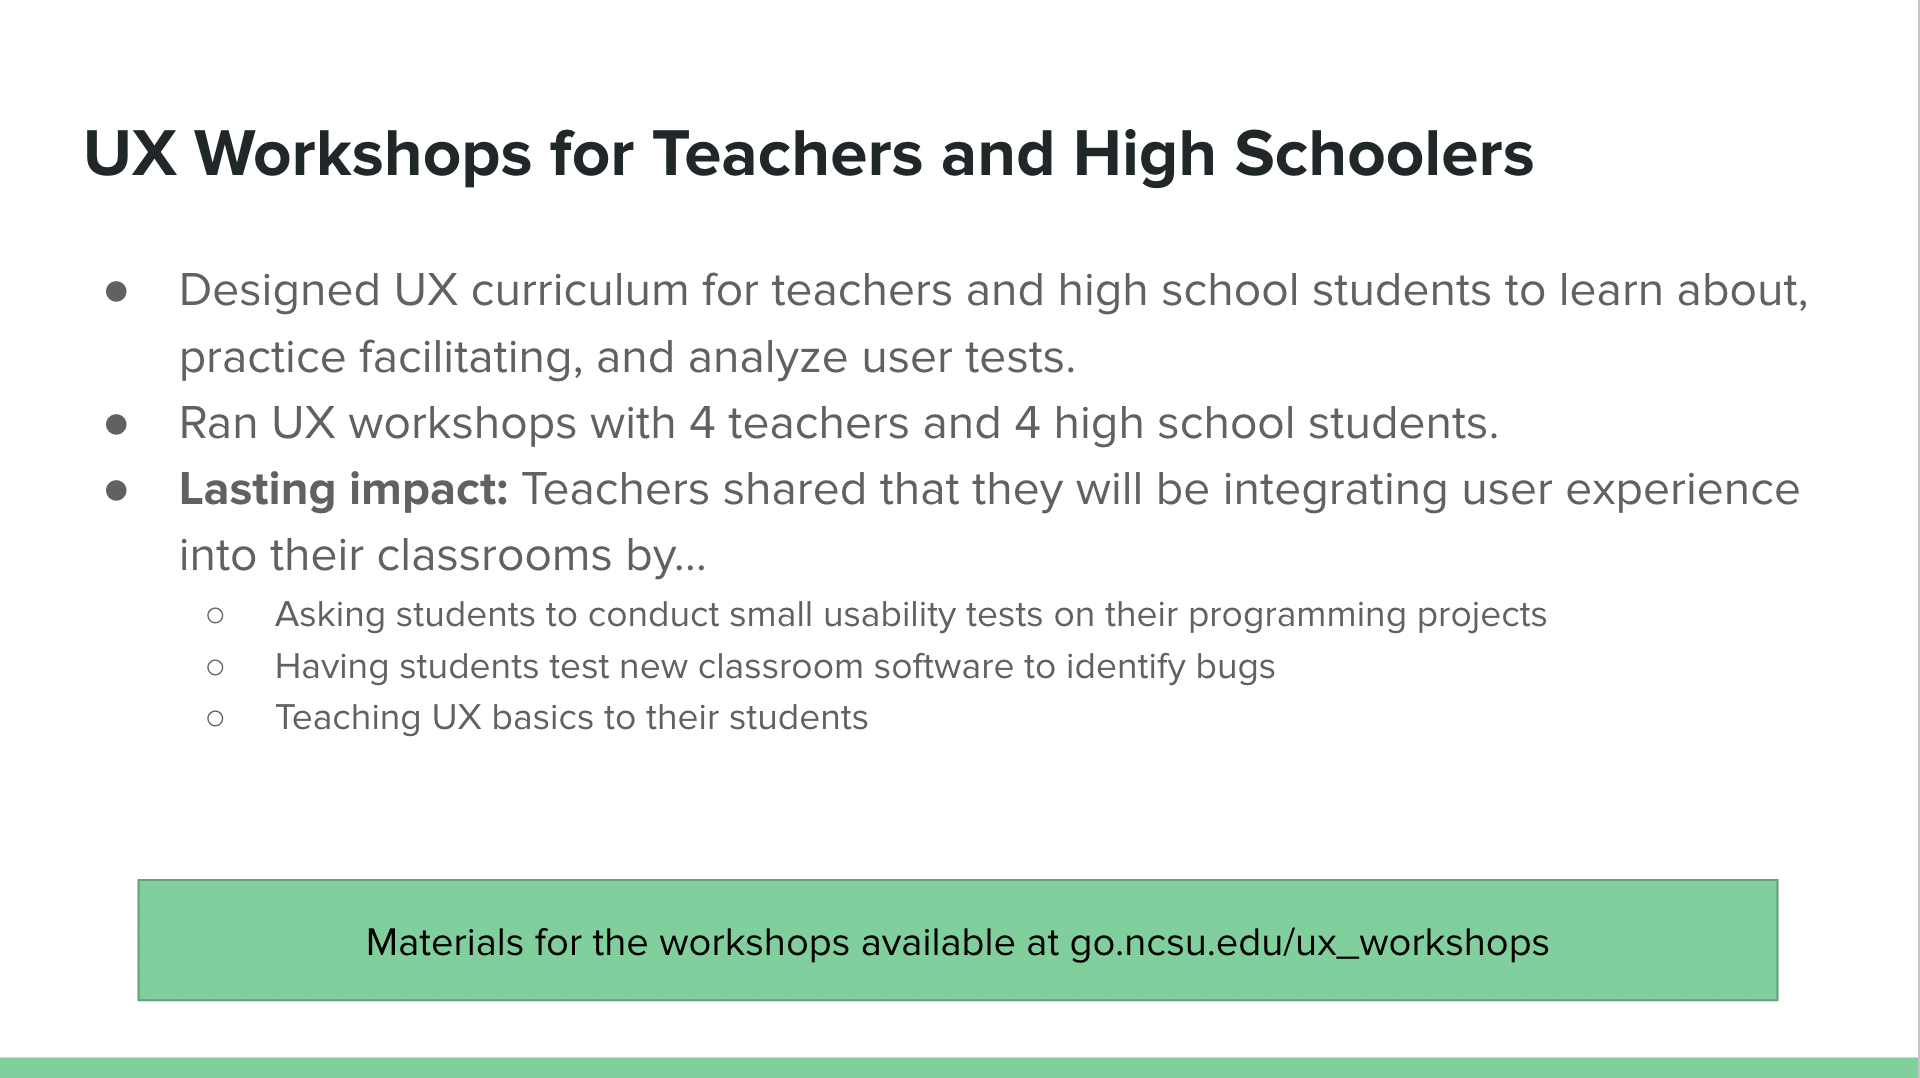 UX Workshops for Teachers and High Schoolers
● Designed UX curriculum for teachers and high school students to learn about,
practice facilitating, and analyze user tests.
● Ran UX workshops with 4 teachers and 4 high school students.
● Lasting impact: Teachers shared that they will be integrating user experience
into their classrooms by...
○ Asking students to conduct small usability tests on their programming projects
○ Having students test new classroom software to identify bugs
○ Teaching UX basics to their students
Materials for the workshops available at go.ncsu.edu/ux_workshops